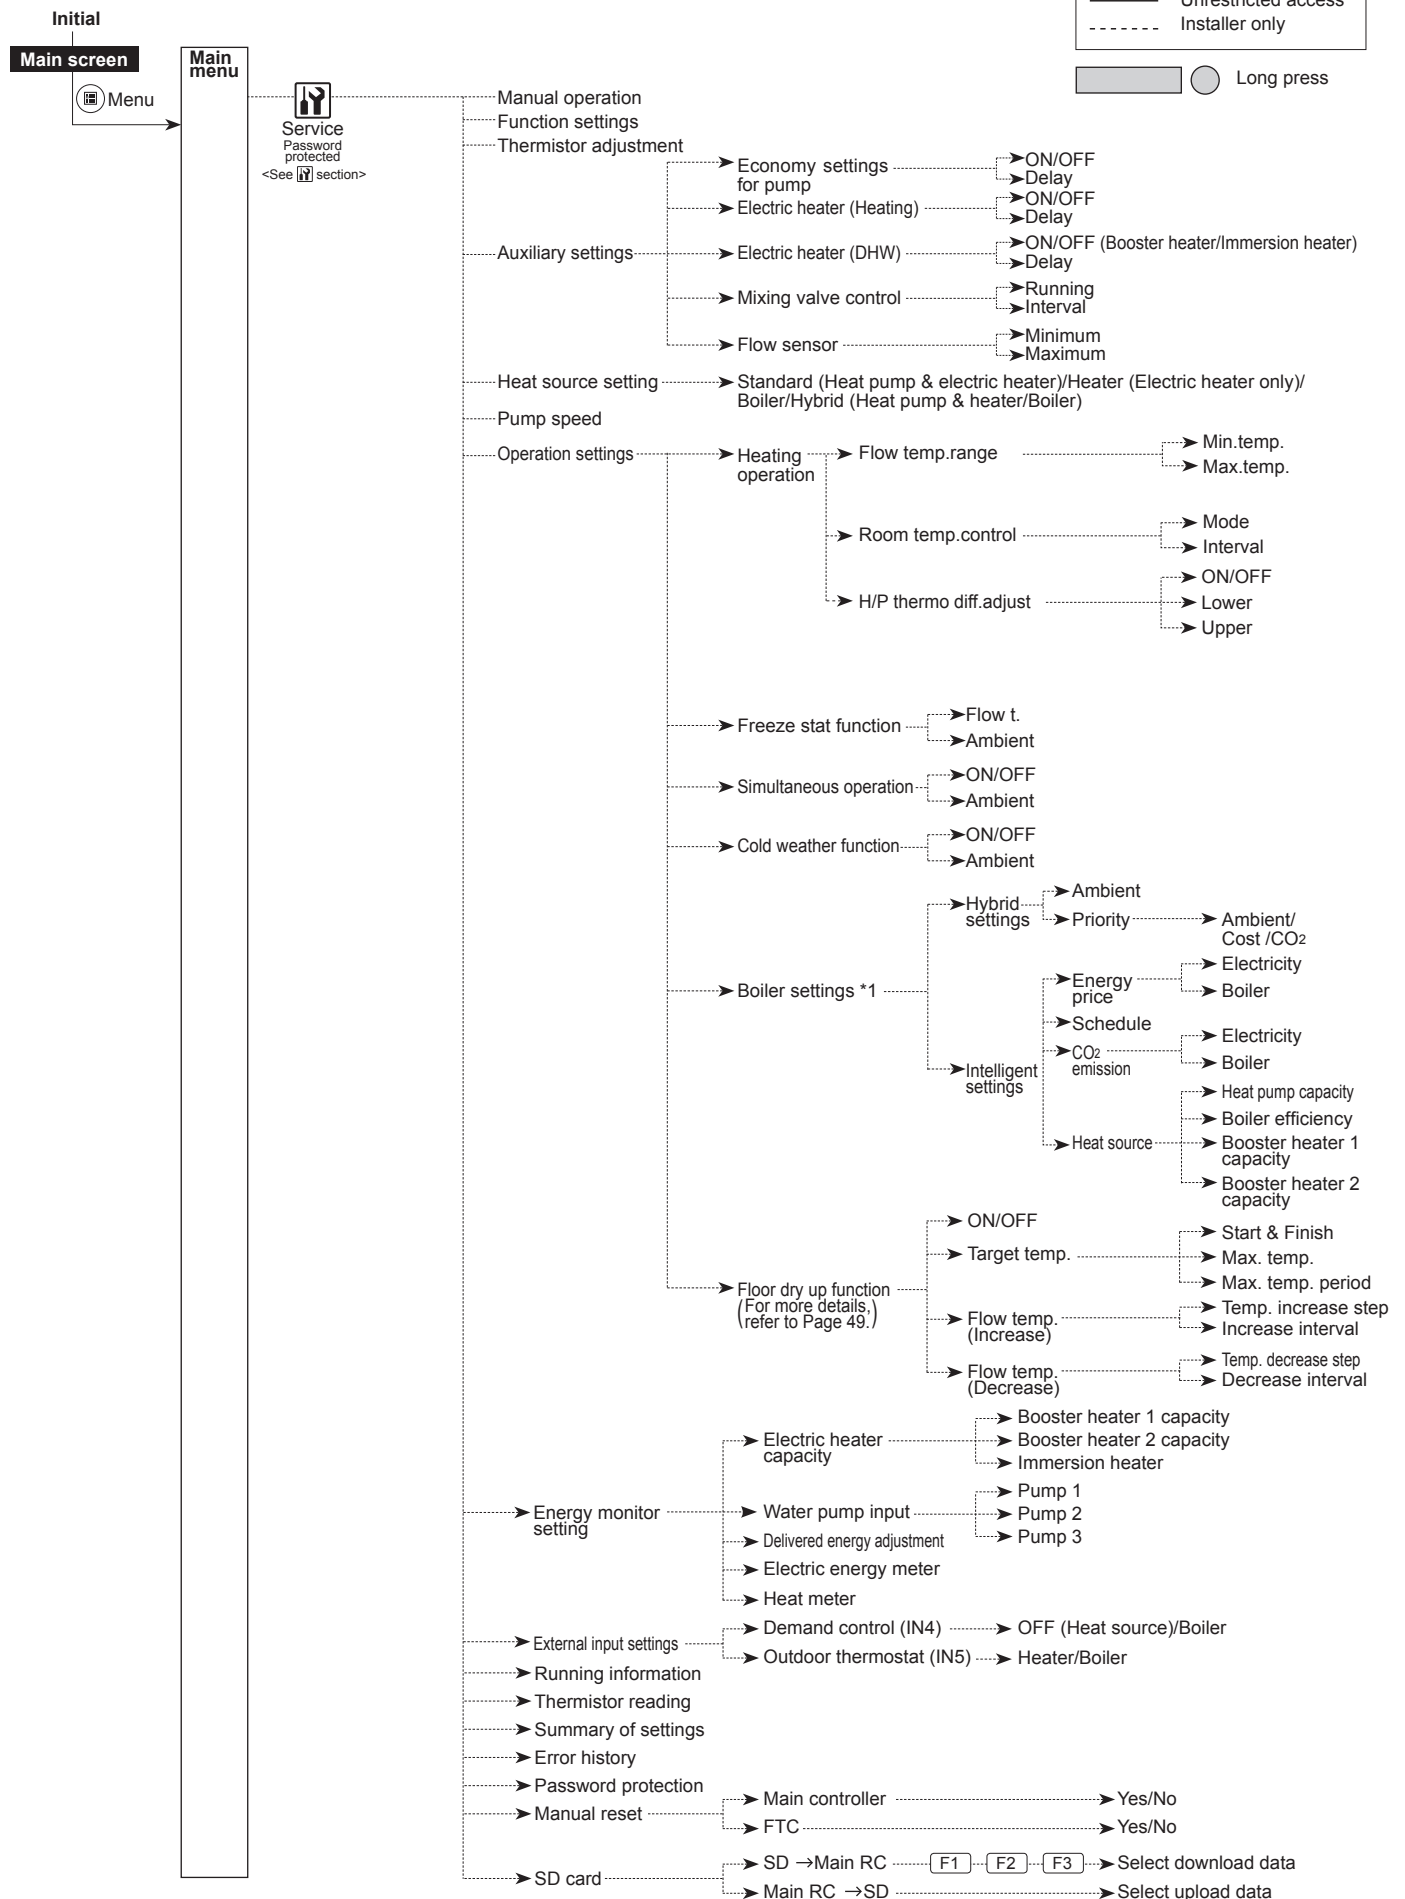 Initial
Unrestricted access
Installer only
Main screen
Main
menu
Long press
Menu
Service
Password
protected
<See section>
Manual operation
Function settings
Thermistor adjustment
Auxiliary settings
Economy settings
for pump
ON/OFF
Delay
Electric heater (Heating)
ON/OFF
Delay
Electric heater (DHW)
ON/OFF (Booster heater/Immersion heater)
Delay
Mixing valve control
Running
Interval
Flow sensor
Minimum
Maximum
Heat source setting
Standard (Heat pump & electric heater)/Heater (Electric heater only)/
Boiler/Hybrid (Heat pump & heater/Boiler)
Pump speed
Operation settings
Heating
operation
Flow temp.range
Min.temp.
Max.temp.
Room temp.control
Mode
Interval
H/P thermo diff.adjust
ON/OFF
Lower
Upper
Freeze stat function
Flow t.
Ambient
Simultaneous operation
ON/OFF
Ambient
Cold weather function
ON/OFF
Ambient
Boiler settings *1
Hybrid
settings
Ambient
Priority
Ambient/
Cost /CO2
Intelligent
settings
Energy
price
Electricity
Boiler
Schedule
CO2
emission
Electricity
Boiler
Heat source
Heat pump capacity
Boiler efficiency
Booster heater 1
capacity
Booster heater 2
capacity
Floor dry up function
(For more details,
refer to Page 49.)
ON/OFF
Target temp.
Start & Finish
Max. temp.
Max. temp. period
Flow temp.
(Increase)
Temp. increase step
Increase interval
Flow temp.
(Decrease)
Temp. decrease step
Decrease interval
Energy monitor
setting
Electric heater
capacity
Booster heater 1 capacity
Booster heater 2 capacity
Immersion heater
Water pump input
Pump 1
Pump 2
Pump 3
Delivered energy adjustment
Electric energy meter
Heat meter
External input settings
Demand control (IN4)
OFF (Heat source)/Boiler
Outdoor thermostat (IN5)
Heater/Boiler
Running information
Thermistor reading
Summary of settings
Error history
Password protection
Manual reset
Main controller
Yes/No
FTC
Yes/No
SD card
SD →Main RC
F1
F2
F3
Select download data
Main RC →SD
Select upload data